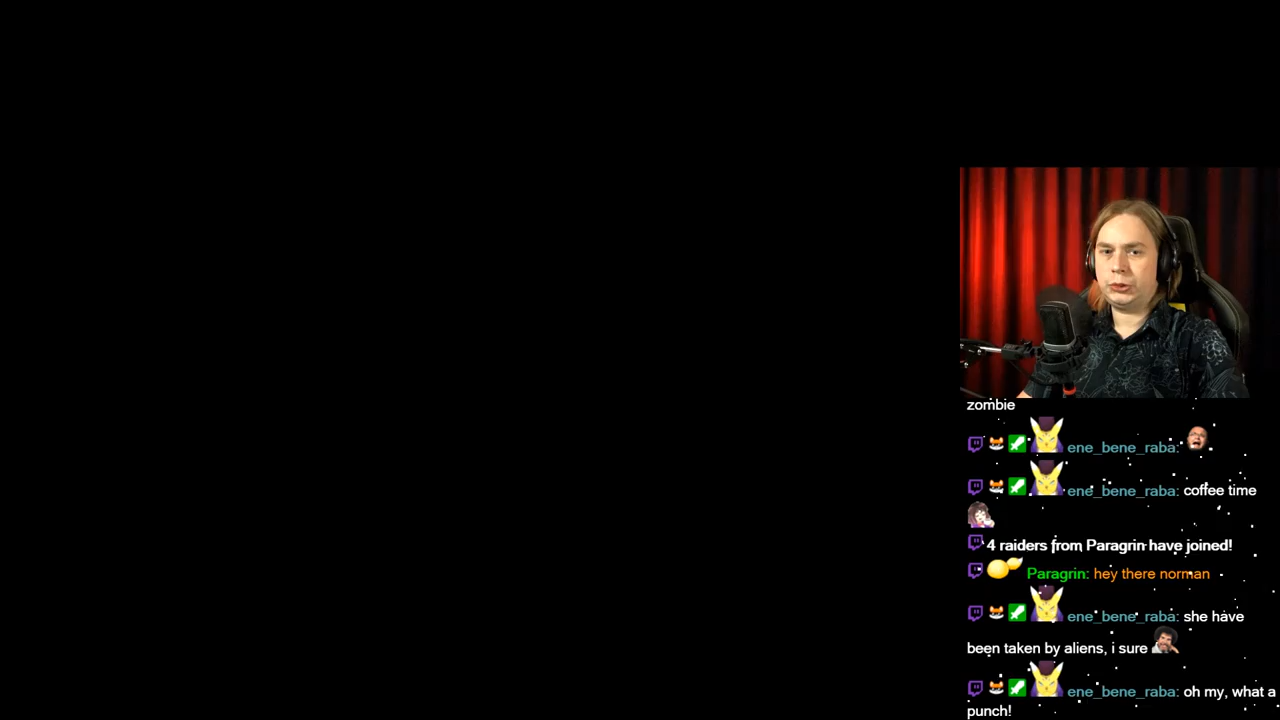 zombie
ene_bene_raba:
ene_bene_raba: coffee time
4 raiders from Paragrin have joined!
Paragrin: hey there norman
ene_bene_raba: she have
been taken by aliens, i sure
ene_bene_raba: oh my, what a
punch!